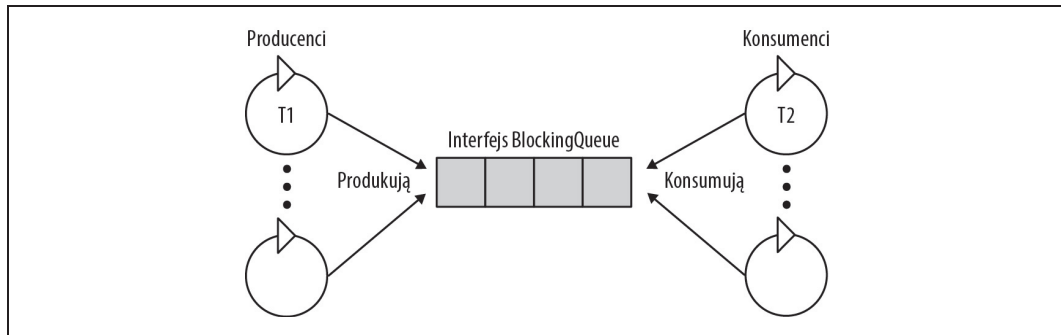 Producenci
Konsumenci
T1
T2
Interfejs BlockingQueue
Produkują
Konsumują